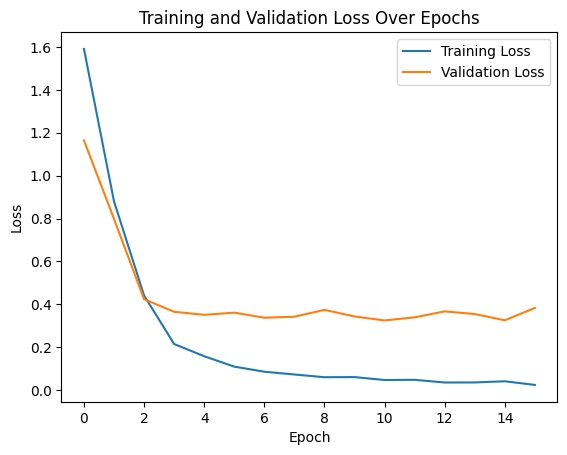 Training and Validation Loss Over Epochs
Training Loss
Validation Loss
1.6
1.4
1.2
1.0
0.8
0.6
0.4
0.2
0.0
Loss
0 2 4 6 8 10 12 14
Epoch